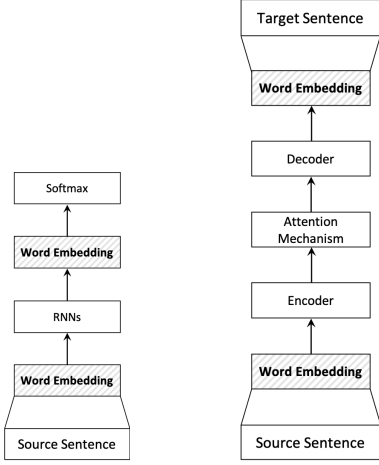 Softmax
Word Embedding
RNNs
Word Embedding
Source Sentence
Target Sentence
Word Embedding
Decoder
Attention
Mechanism
Encoder
Word Embedding
Source Sentence